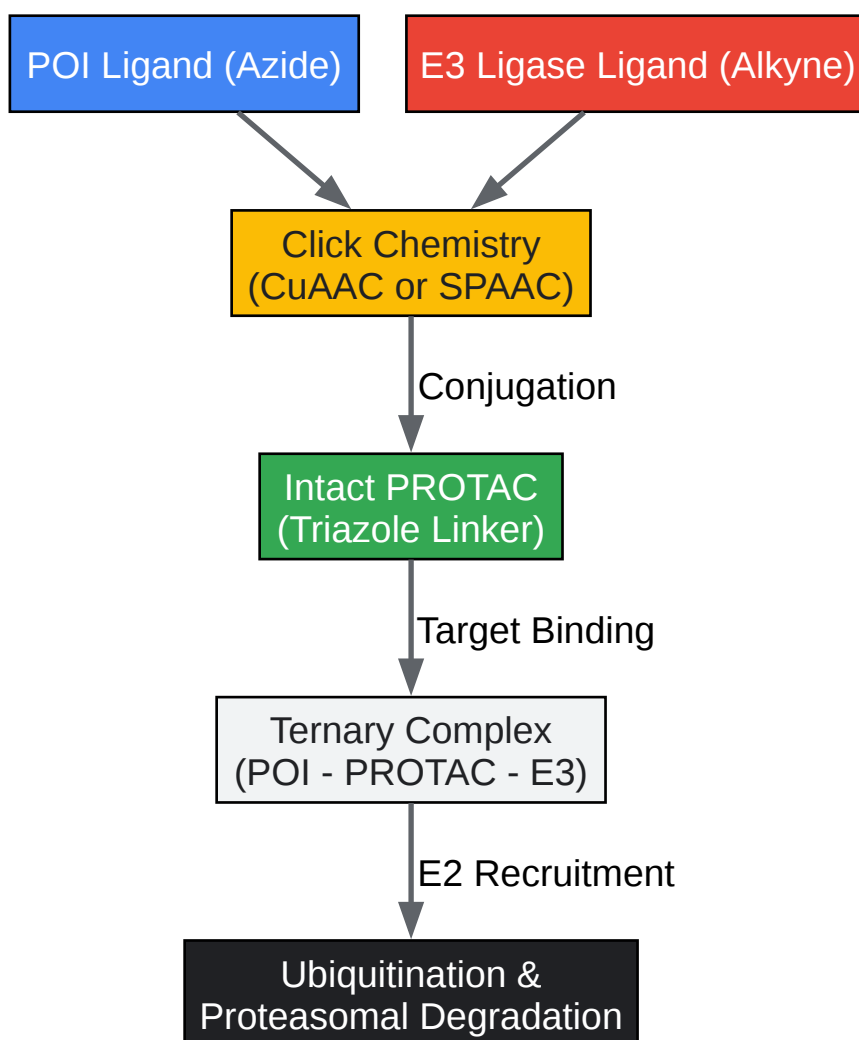 POI Ligand (Azide)
E3 Ligase Ligand (Alkyne)
Click Chemistry
(CuAAC or SPAAC)
Conjugation
Intact PROTAC
(Triazole Linker)
Target Binding
Ternary Complex
(POI - PROTAC - E3)
E2 Recruitment
Ubiquitination &
Proteasomal Degradation